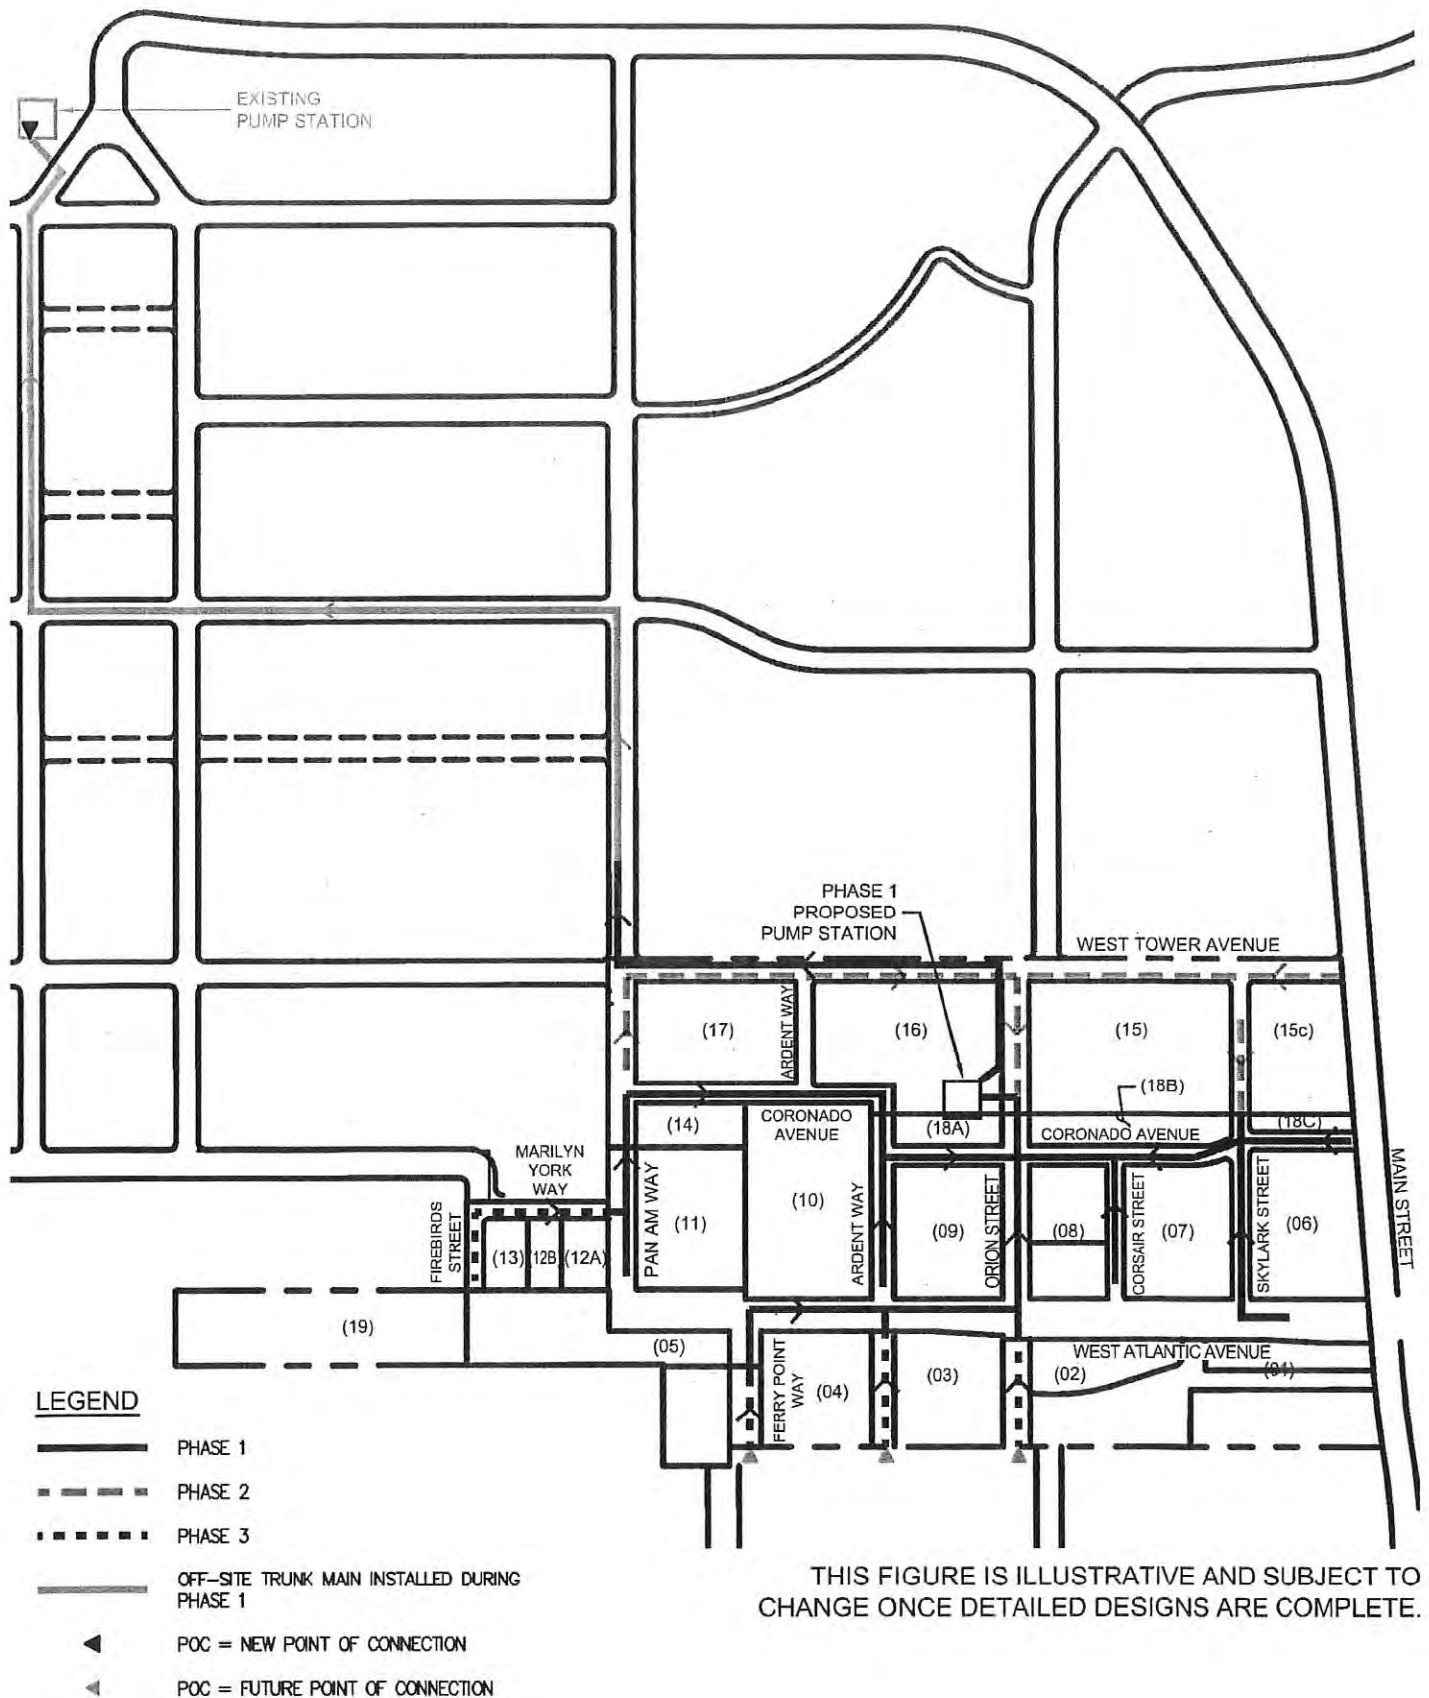 EXISTING
PUMP STATION
PHASE 1
PROPOSED
PUMP STATION
WEST TOWER AVENUE
(17)
ARDENT WAY
(16)
(15)
(15c)
(18B)
(14)
CORONADO
AVENUE
(18A)
CORONADO AVENUE
(18C)
MARILYN
YORK
WAY
FIREBIRDS
STREET
(13)
(12B)
(12A)
PAN AM WAY
(11)
(10)
ARDENT WAY
(09)
ORION STREET
(08)
CORSAIR STREET
(07)
SKYLARK STREET
(06)
MAIN STREET
(19)
(05)
FERRY POINT
WAY
(04)
(03)
(02)
WEST ATLANTIC AVENUE
(01)
LEGEND
PHASE 1
PHASE 2
PHASE 3
OFF-SITE TRUNK MAIN INSTALLED DURING
PHASE 1
POC = NEW POINT OF CONNECTION
POC = FUTURE POINT OF CONNECTION
THIS FIGURE IS ILLUSTRATIVE AND SUBJECT TO
CHANGE ONCE DETAILED DESIGNS ARE COMPLETE.